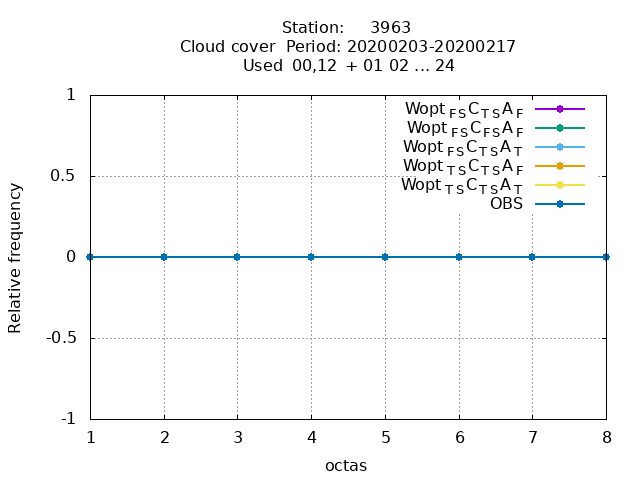 Station: 3963
Cloud cover Period: 20200203-20200217
Used 00,12 + 01 02 ... 24
Relative frequency
1
0.5
0
-0.5
-1
Wopt FS C TS A F
Wopt FS C FS A F
Wopt FS C TS A T
Wopt TS C TS A F
Wopt TS C TS A T
OBS
1 2 3 4 5 6 7 8
octas